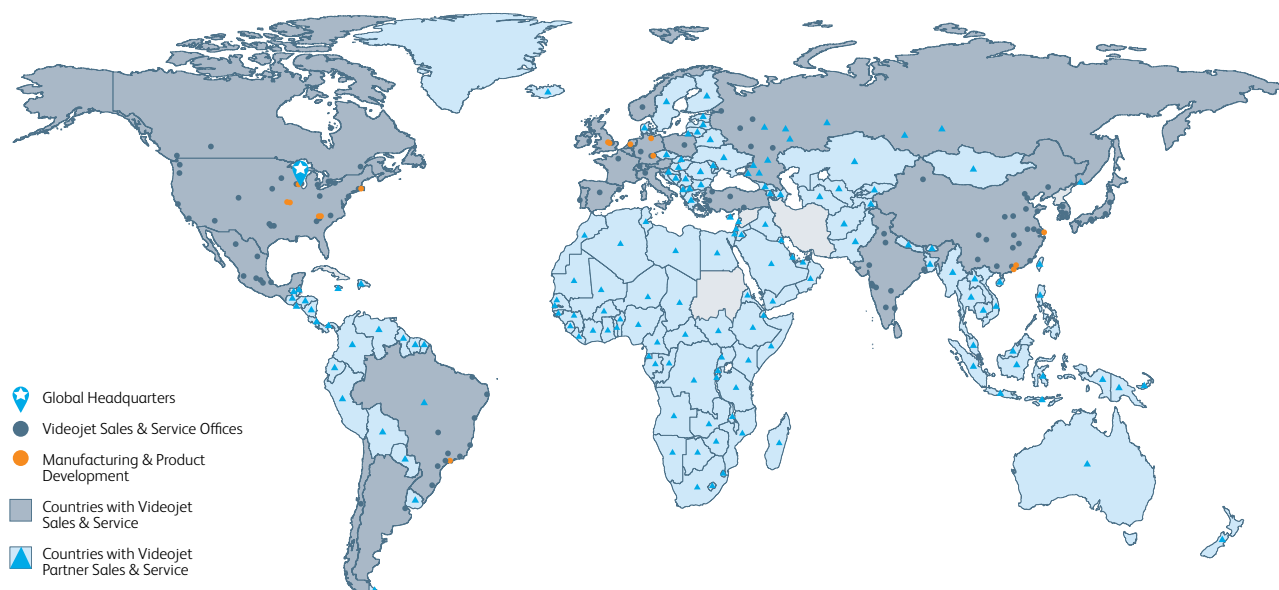 Global Headquarters
Videojet Sales & Service Offices
Manufacturing & Product
Development
Countries with Videojet
Sales & Service
Countries with Videojet
Partner Sales & Service